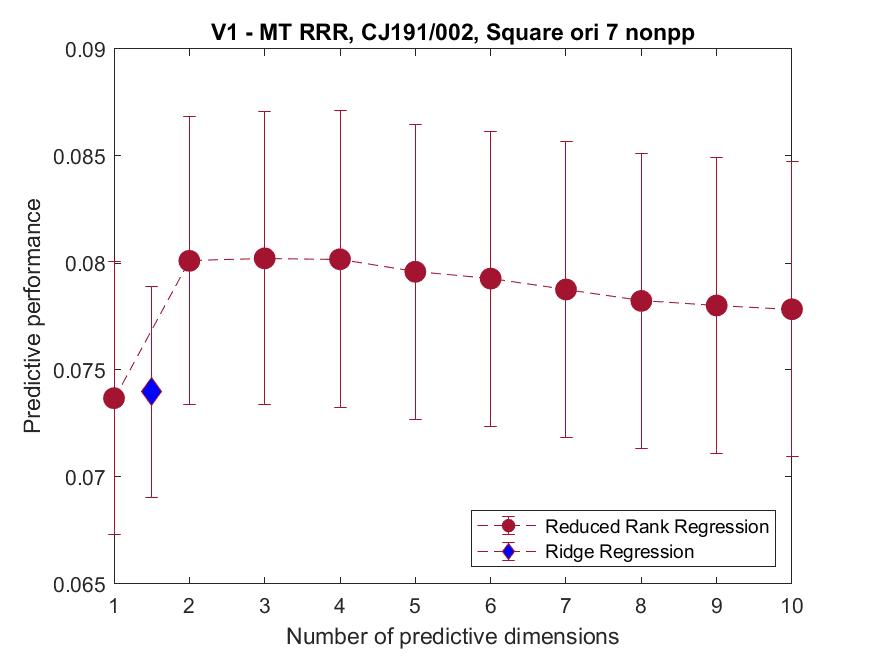 V1 - MT RRR, CJ191/002, Square ori 7 nonpp
0.09
0.085
0.08
0.075
0.07
0.065
Predictive performance
Reduced Rank Regression
Ridge Regression
1 2 3 4 5 6 7 8 9 10
Number of predictive dimensions